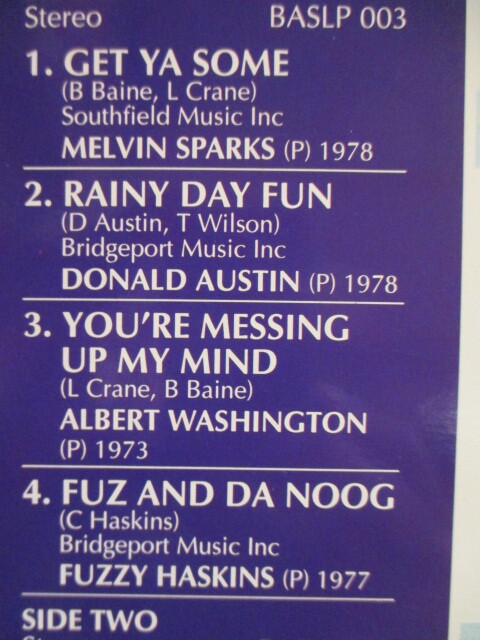 Stereo BASLP 003
1. GET YA SOME
(B Baine, L Crane)
Southfield Music Inc
MELVIN SPARKS (P) 1978
2. RAINY DAY FUN
(D Austin, T Wilson)
Bridgeport Music Inc
DONALD AUSTIN (P) 1978
3. YOU'RE MESSING
UP MY MIND
(L Crane, B Baine)
ALBERT WASHINGTON
(P) 1973
4. FUZ AND DA NOOG
(C Haskins)
Bridgeport Music Inc
FUZZY HASKINS (P) 1977
SIDE TWO